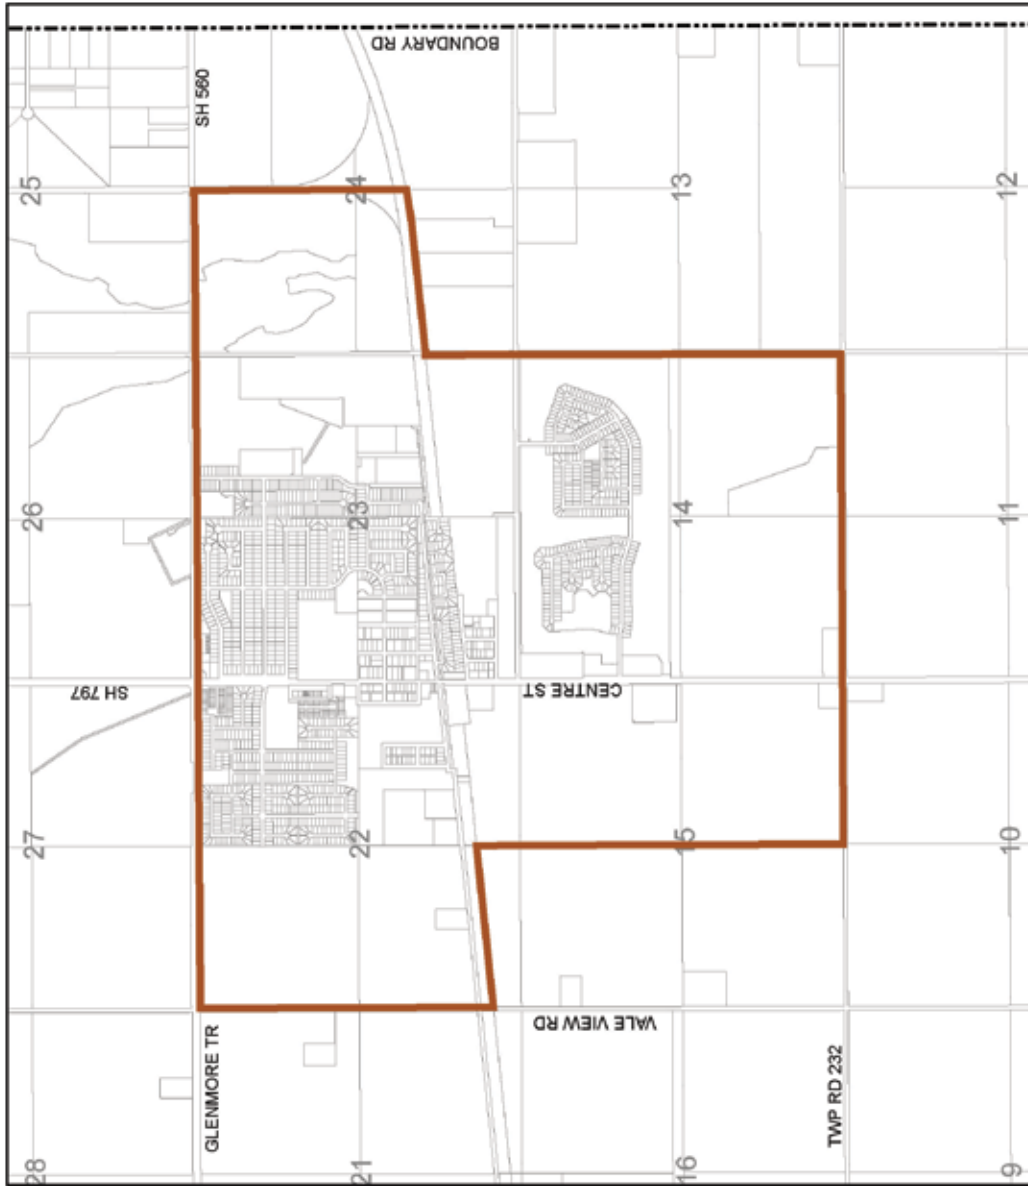 BOUNDARY RD
SH 560
25
24
13
12
26
23
14
11
SH 797
CENTRE ST
27
22
15
10
GLENMORE TR
VALE VIEW RD
TWP RD 232
28
21
16
9